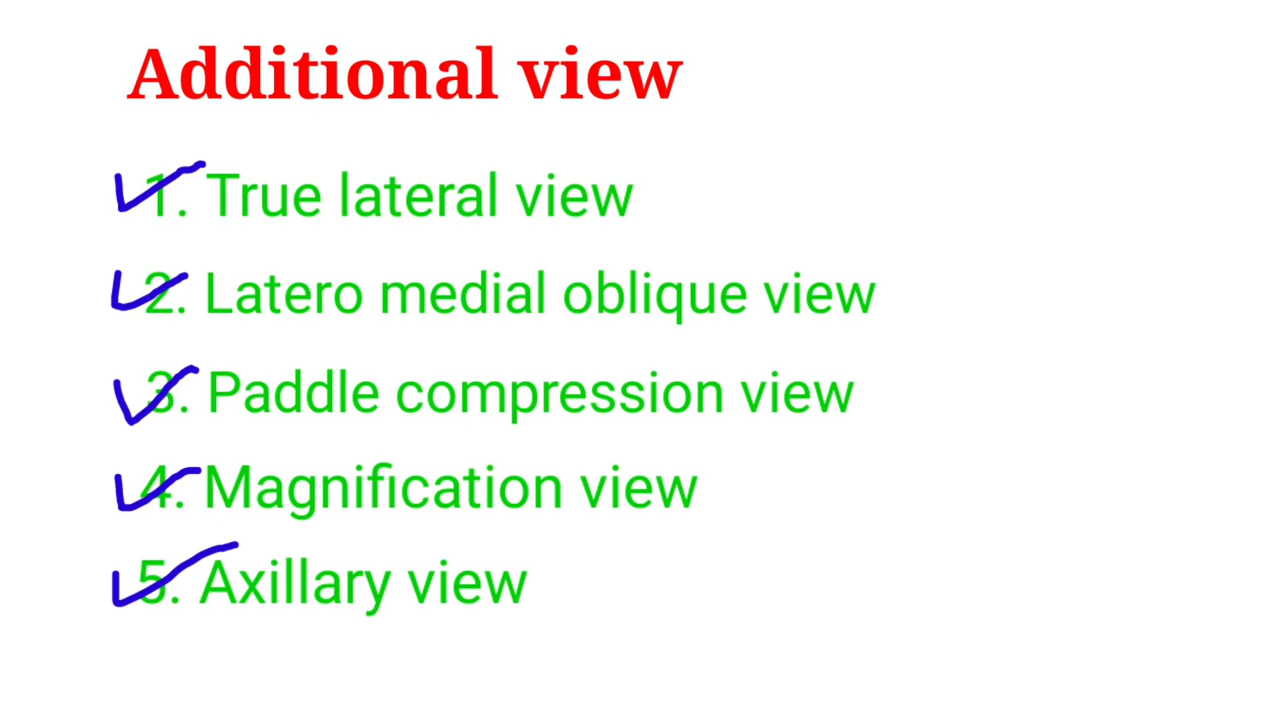 Additional view
1. True lateral view
2. Latero medial oblique view
3. Paddle compression view
4. Magnification view
5. Axillary view